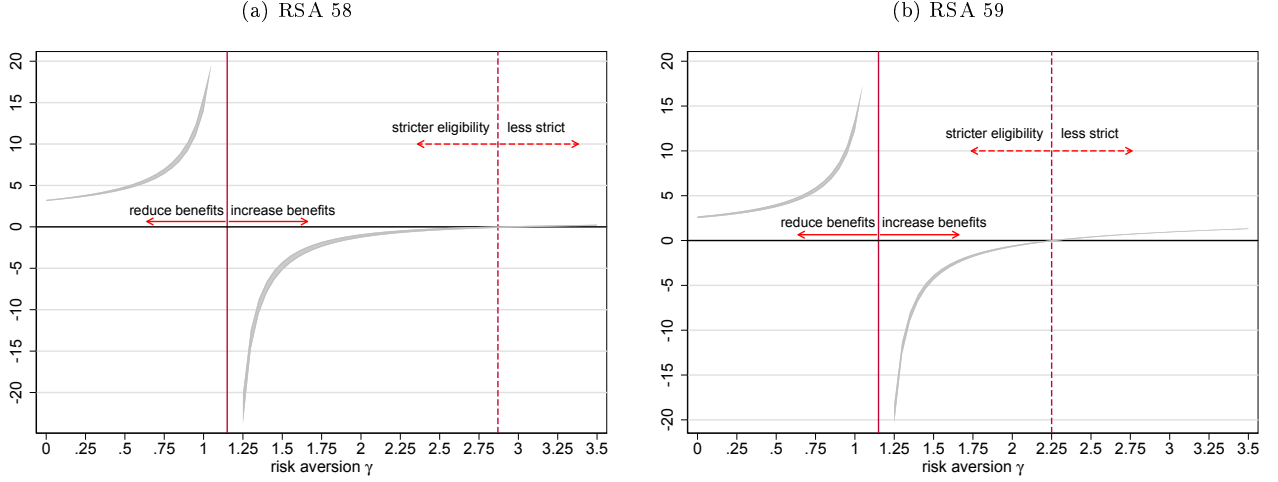 (a) RSA 58
20
15
10
5
0
-5
-10
-15
-20
stricter eligibility less strict
reduce benefits increase benefits
0 .25 .5 .75 1 1.25 1.5 1.75 2 2.25 2.5 2.75 3 3.25 3.5
risk aversion γ
(b) RSA 59
20
15
10
5
0
-5
-10
-15
-20
stricter eligibility less strict
reduce benefits increase benefits
0 .25 .5 .75 1 1.25 1.5 1.75 2 2.25 2.5 2.75 3 3.25 3.5
risk aversion γ